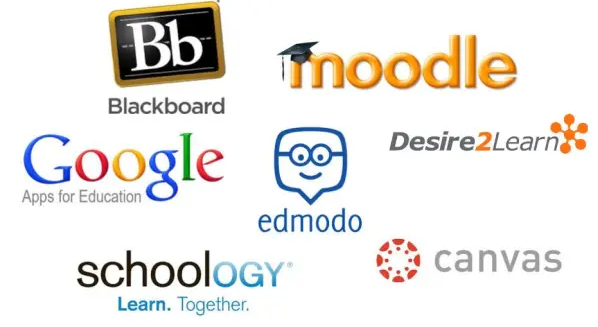 Bb
Blackboard
moodle
Google
Apps for Education
edmodo
Desire2Learn
schoology®
Learn. Together.
canvas